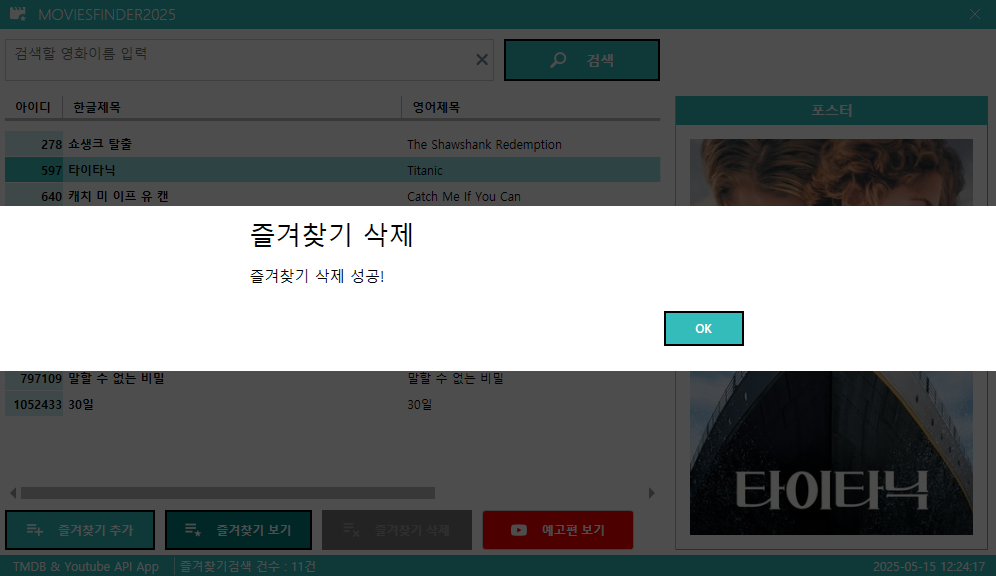 MOVIESFINDER2025
검색할 영화이름 입력
검색
아이디 한글제목 영어제목
포스터
278 쇼생크 탈출 The Shawshank Redemption
597 타이타닉 Titanic
640 캐치 미 이프 유 캔 Catch Me If You Can
즐겨찾기 삭제
즐겨찾기 삭제 성공!
OK
797109 말할 수 없는 비밀 말할 수 없는 비밀
1052433 30일 30일
타이타닉
즐겨찾기 추가 즐겨찾기 보기 즐겨찾기 삭제 예고편 보기
TMDB & Youtube API App 즐겨찾기검색 건수 : 11건 2025-05-15 12:24:17